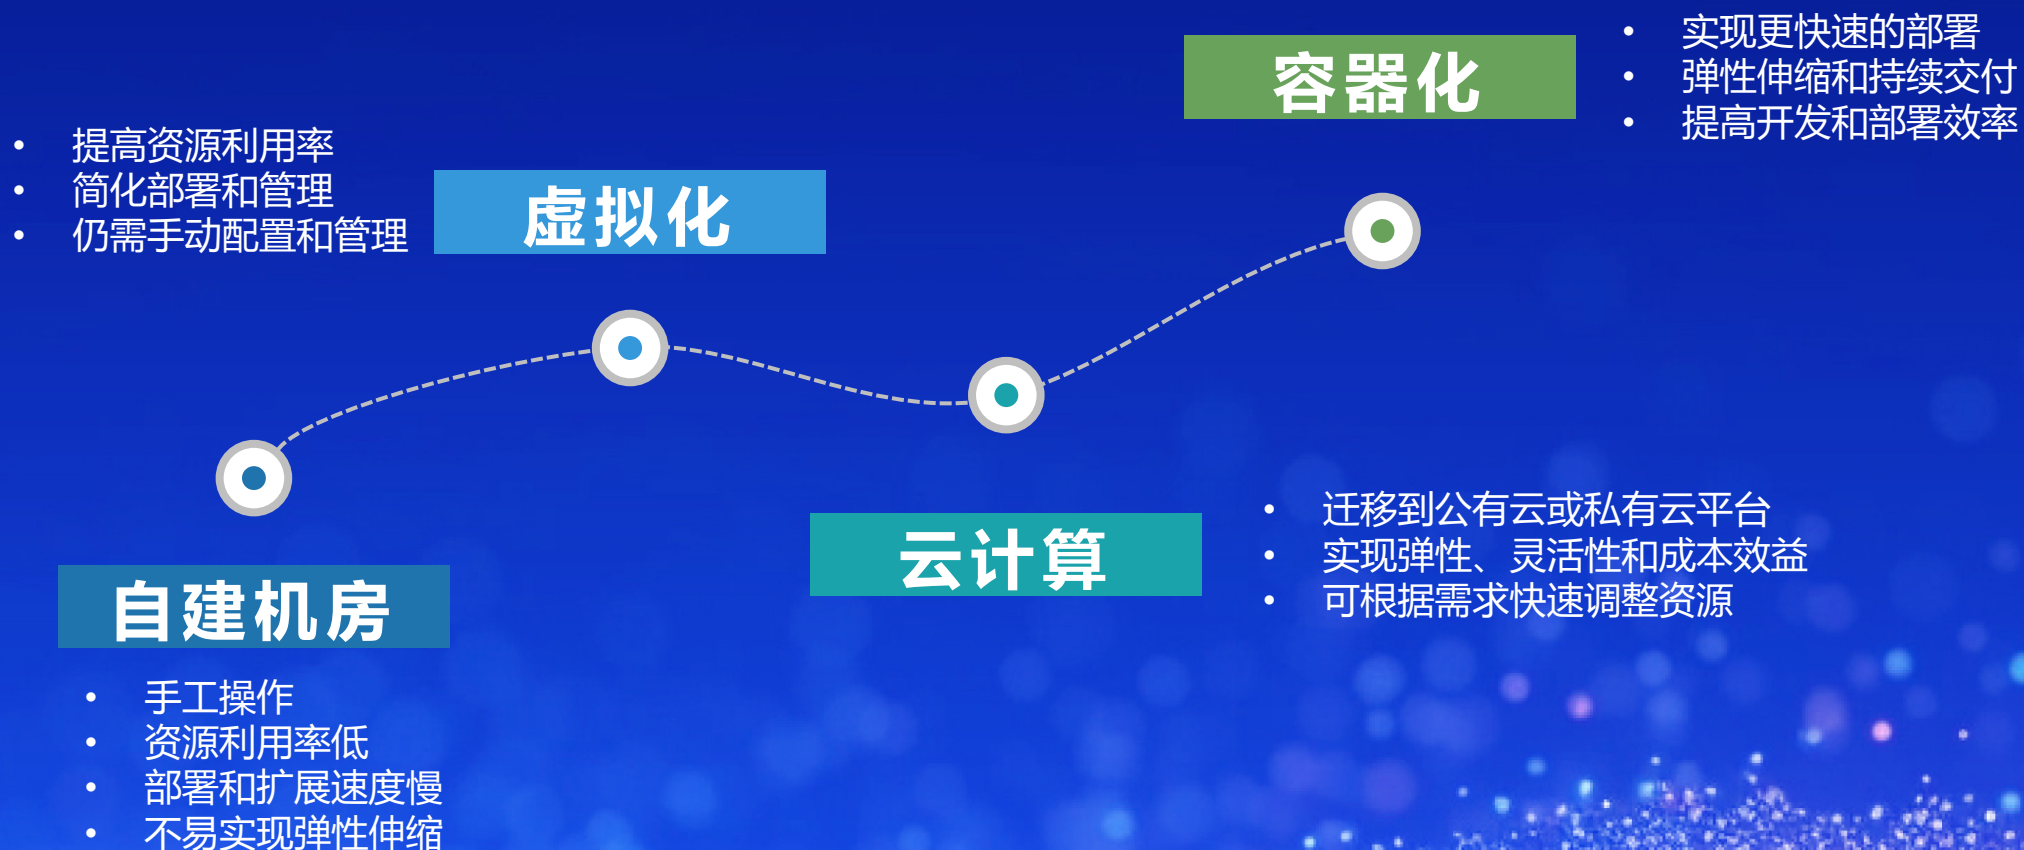 自建机房
• 手工操作
• 资源利用率低
• 部署和扩展速度慢
• 不易实现弹性伸缩
虚拟化
• 提高资源利用率
• 简化部署和管理
• 仍需手动配置和管理
云计算
• 迁移到公有云或私有云平台
• 实现弹性、灵活性和成本效益
• 可根据需求快速调整资源
容器化
• 实现更快速的部署
• 弹性伸缩和持续交付
• 提高开发和部署效率